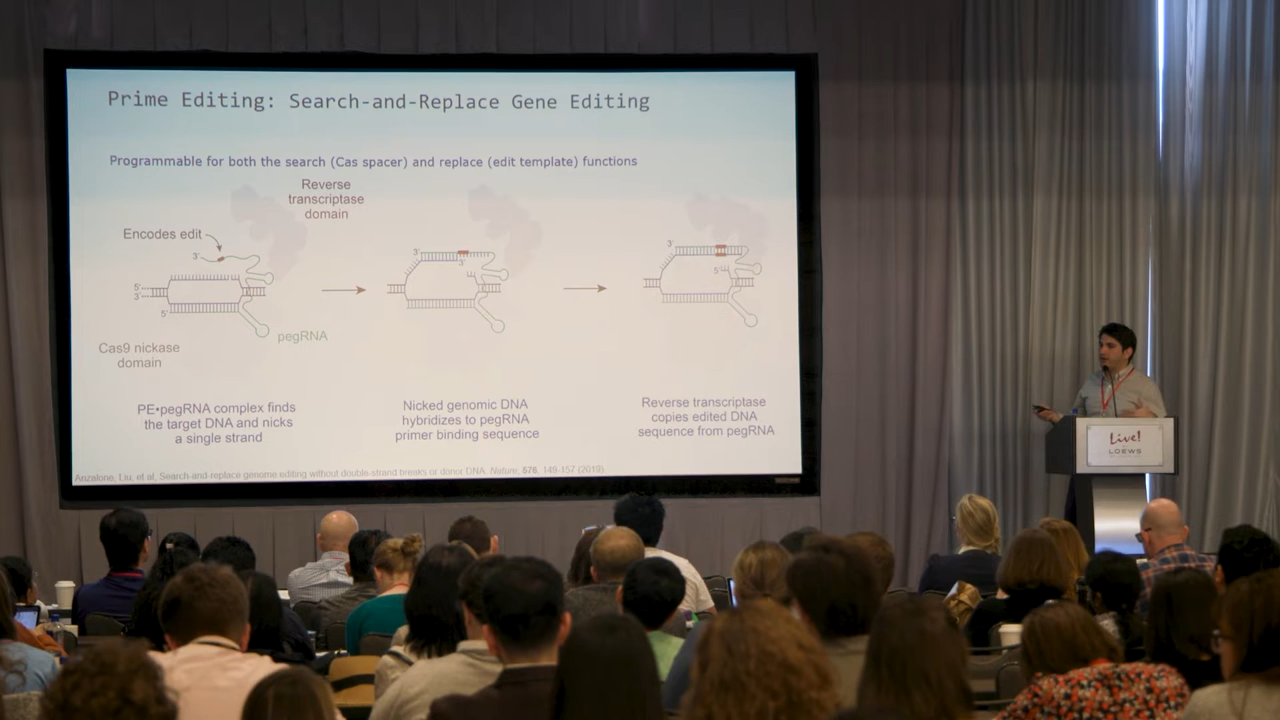 Prime Editing: Search-and-Replace Gene Editing
Programmable for both the search (Cas spacer) and replace (edit template) functions
Reverse
transcriptase
domain
Encodes edit
3'
5'
3'
5'
pegRNA
Cas9 nickase
domain
3'
3'
3'
5'
PE•pegRNA complex finds
the target DNA and nicks
a single strand
Nicked genomic DNA
hybridizes to pegRNA
primer binding sequence
Reverse transcriptase
copies edited DNA
sequence from pegRNA
Anzalone, Liu, et al, Search-and-replace genome editing without double-strand breaks or donor DNA. Nature, 576, 149-157 (2019)
Live!
LOEWS